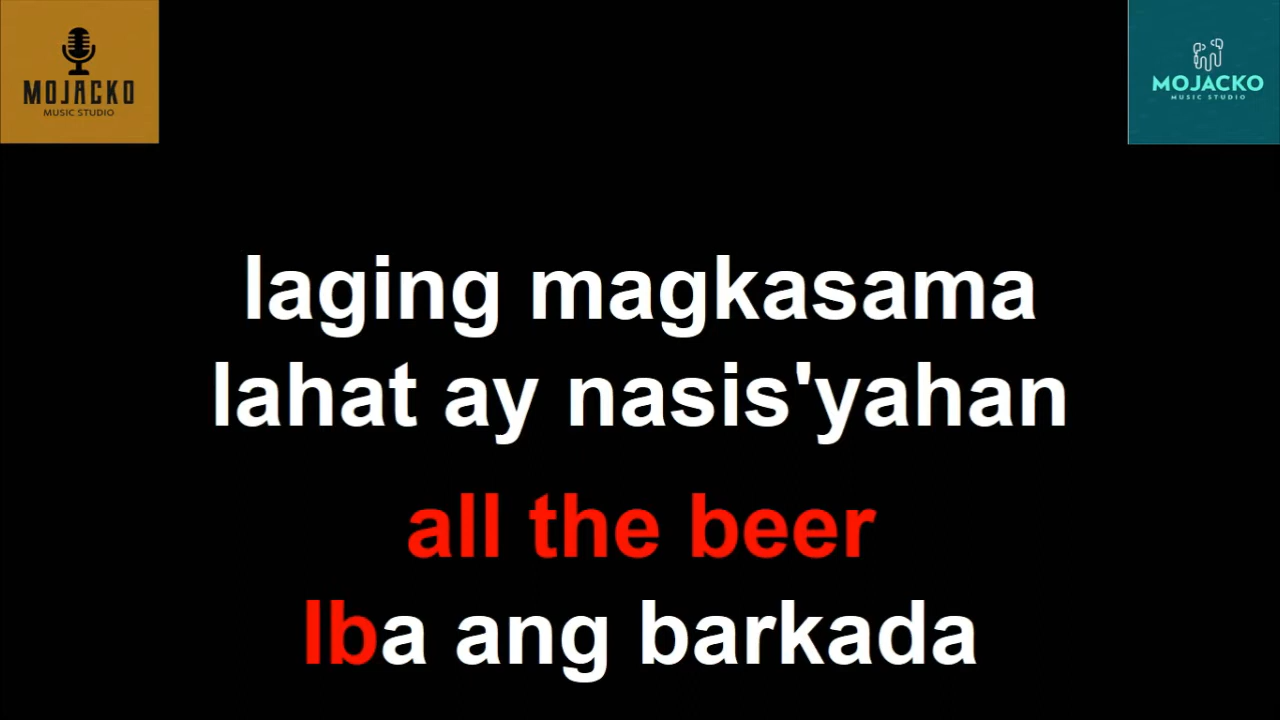 MOJACKO
MUSIC STUDIO
MOJACKO
MUSIC STUDIO
laging magkasama
lahat ay nasis'yahan
all the beer
Iba ang barkada